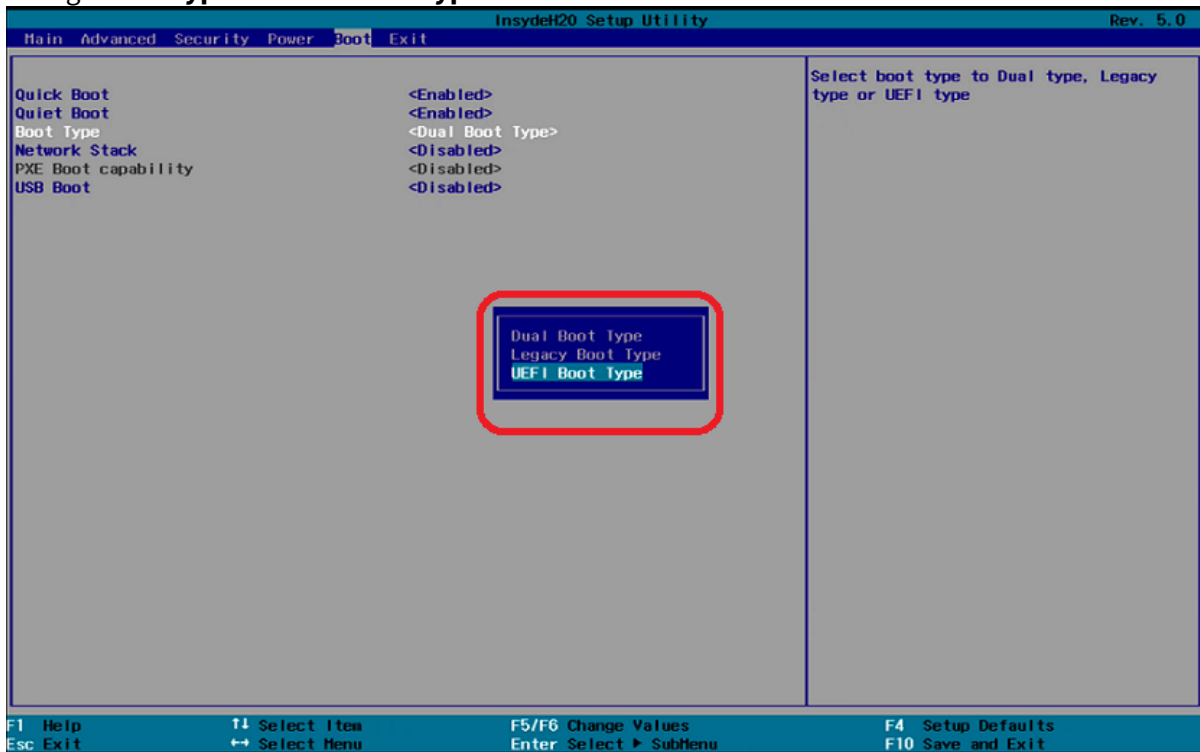 InsydeH20 Setup Utility Rev. 5.0
Main Advanced Security Power Boot Exit
Quick Boot <Enabled>
Quiet Boot <Enabled>
Boot Type <Dual Boot Type>
Network Stack <Disabled>
PXE Boot capability <Disabled>
USB Boot <Disabled>
Select boot type to Dual type, Legacy
type or UEFI type
Dual Boot Type
Legacy Boot Type
UEFI Boot Type
F1 Help ↑↓ Select Item F5/F6 Change Values F4 Setup Defaults
Esc Exit ↔ Select Menu Enter Select ▶ SubMenu F10 Save and Exit